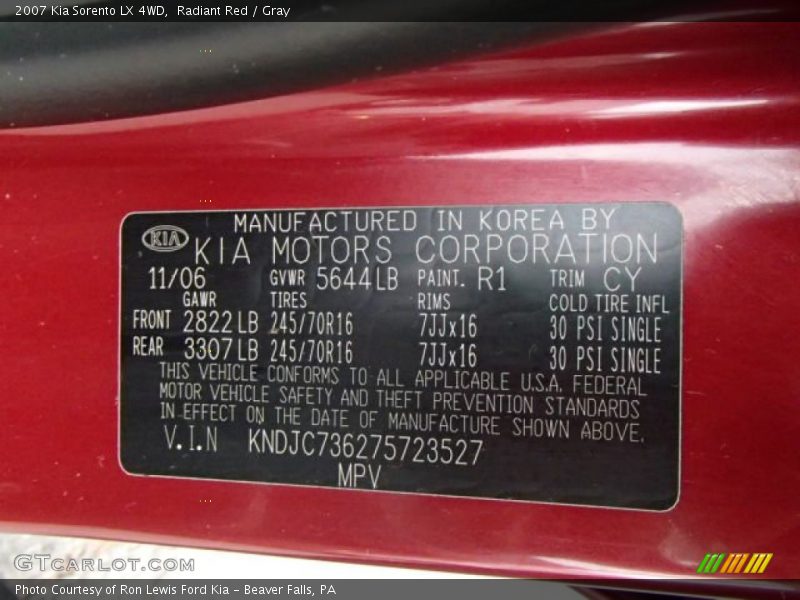 2007 Kia Sorento LX 4WD,  Radiant Red / Gray
MANUFACTURED IN KOREA BY
KIA KIA MOTORS CORPORATION
11/06 GVWR 5644LB PAINT. R1 TRIM CY
GAWR TIRES RIMS COLD TIRE INFL
FRONT 2822LB 245/70R16 7JJx16 30 PSI SINGLE
REAR 3307LB 245/70R16 7JJx16 30 PSI SINGLE
THIS VEHICLE CONFORMS TO ALL APPLICABLE U.S.A. FEDERAL
MOTOR VEHICLE SAFETY AND THEFT PREVENTION STANDARDS
IN EFFECT ON THE DATE OF MANUFACTURE SHOWN ABOVE.
V.I.N KNDJC736275723527
MPV
GTcarlot.com
Photo Courtesy of Ron Lewis Ford Kia - Beaver Falls, PA